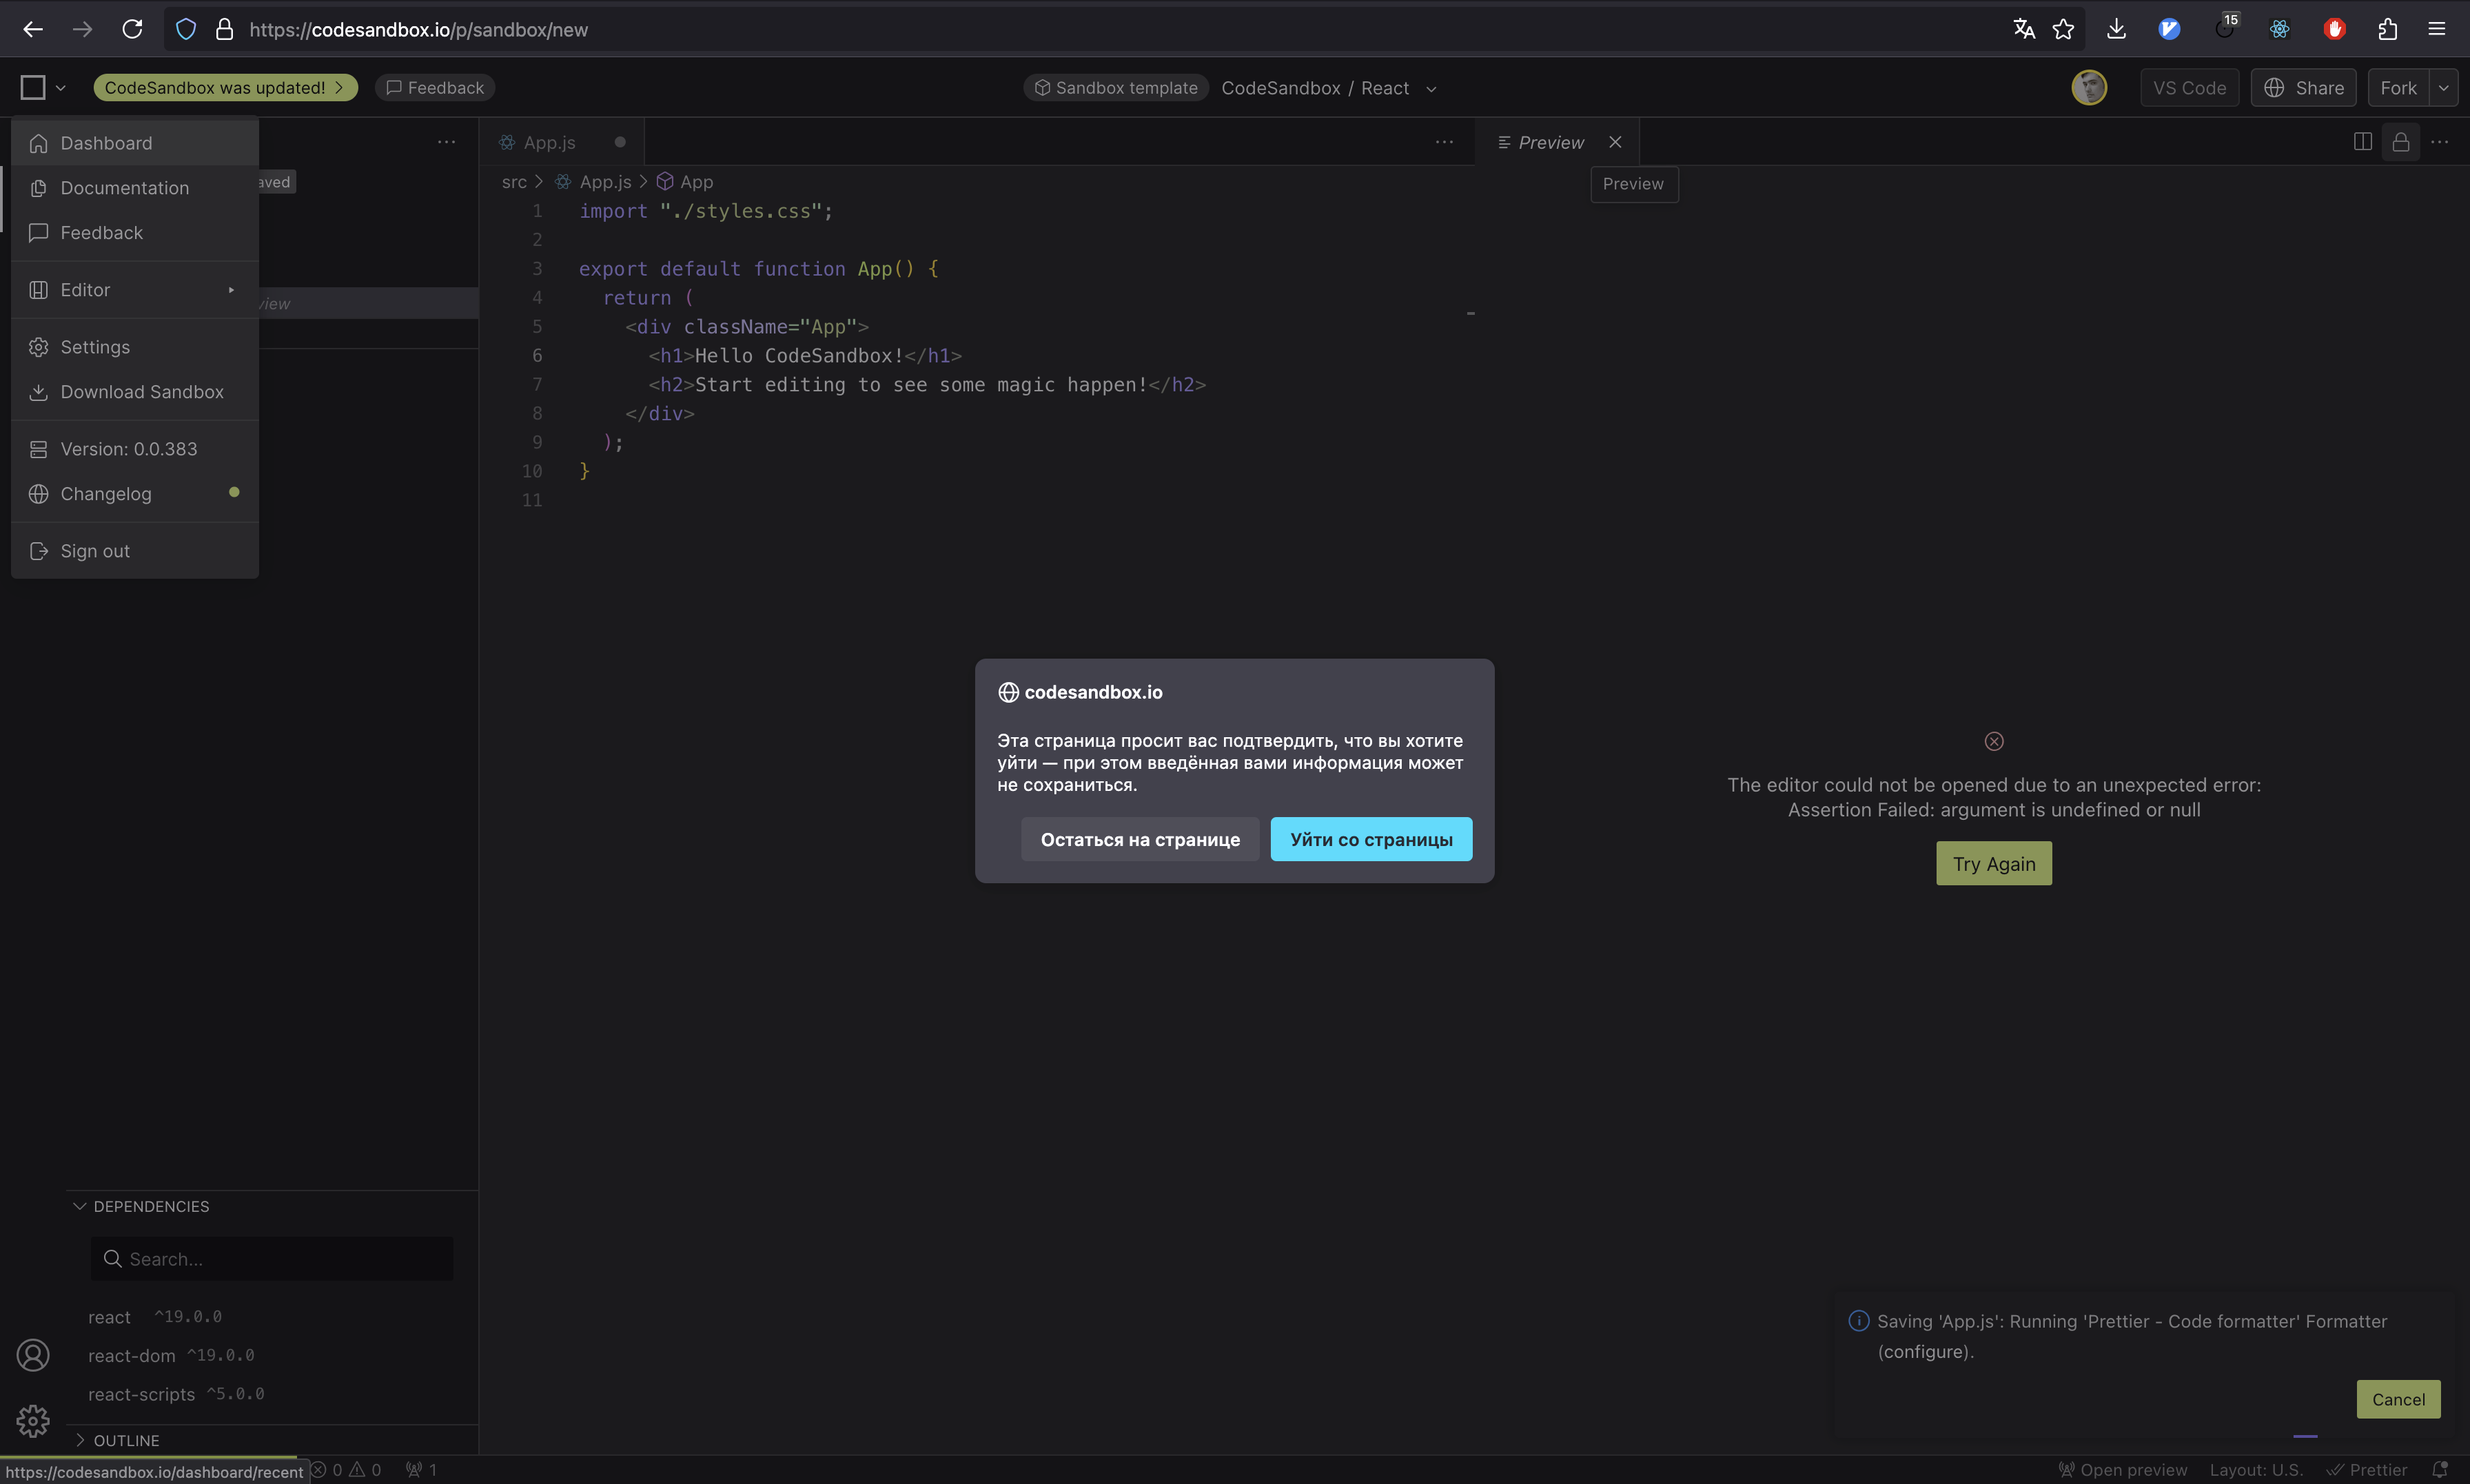 https://codesandbox.io/p/sandbox/new
15
CodeSandbox was updated!
Feedback
Sandbox template
CodeSandbox / React
VS Code
Share
Fork
Dashboard
Documentation
Feedback
Editor
Settings
Download Sandbox
Version: 0.0.383
Changelog
Sign out
App.js
src > App.js > App
1 import "./styles.css";
2
3 export default function App() {
4 return (
5 <div className="App">
6 <h1>Hello CodeSandbox!</h1>
7 <h2>Start editing to see some magic happen!</h2>
8 </div>
9 );
10 }
11
Preview
Preview
codesandbox.io
Эта страница просит вас подтвердить, что вы хотите
уйти — при этом введённая вами информация может
не сохраниться.
Остаться на странице
Уйти со страницы
The editor could not be opened due to an unexpected error:
Assertion Failed: argument is undefined or null
Try Again
DEPENDENCIES
Search...
react ^19.0.0
react-dom ^19.0.0
react-scripts ^5.0.0
OUTLINE
Saving 'App.js': Running 'Prettier - Code formatter' Formatter
(configure).
Cancel
https://codesandbox.io/dashboard/recent
0 0 1
Open preview
Layout: U.S.
Prettier